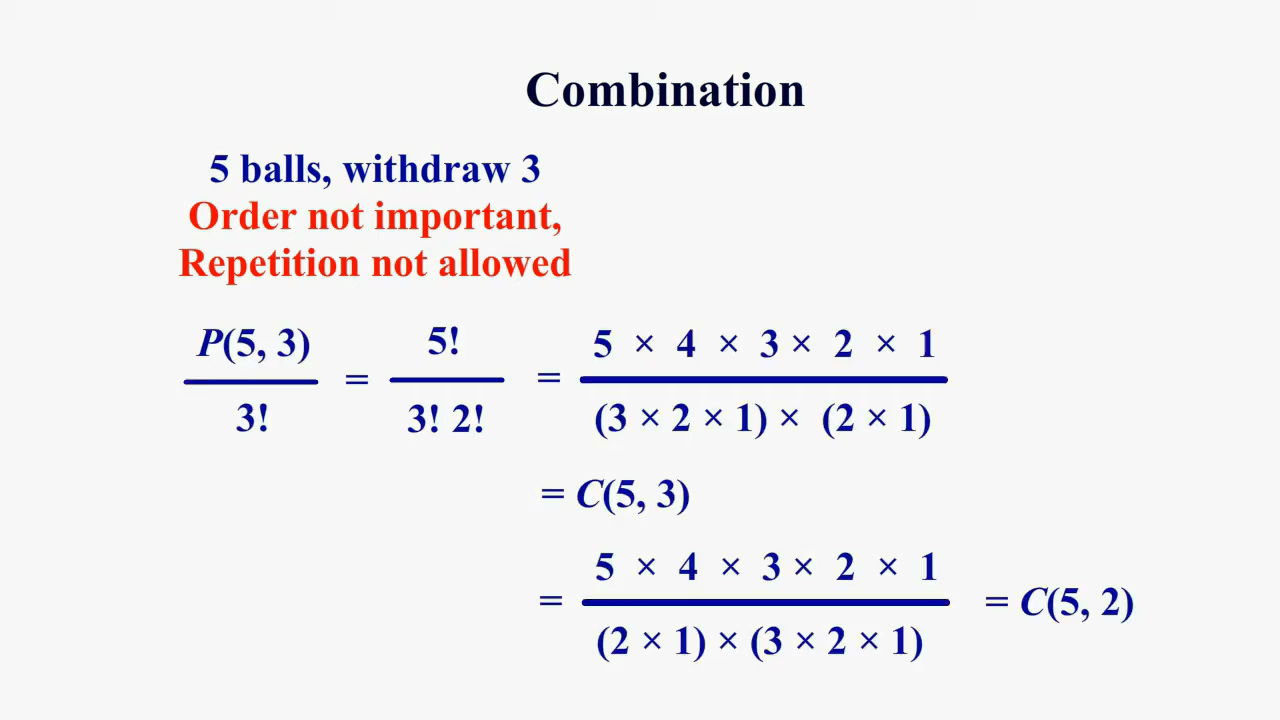 Combination
5 balls, withdraw 3
Order not important,
Repetition not allowed
P(5, 3) / 3! = 5! / 3! 2! = 5 × 4 × 3 × 2 × 1 / (3 × 2 × 1) × (2 × 1)
= C(5, 3)
= 5 × 4 × 3 × 2 × 1 / (2 × 1) × (3 × 2 × 1) = C(5, 2)